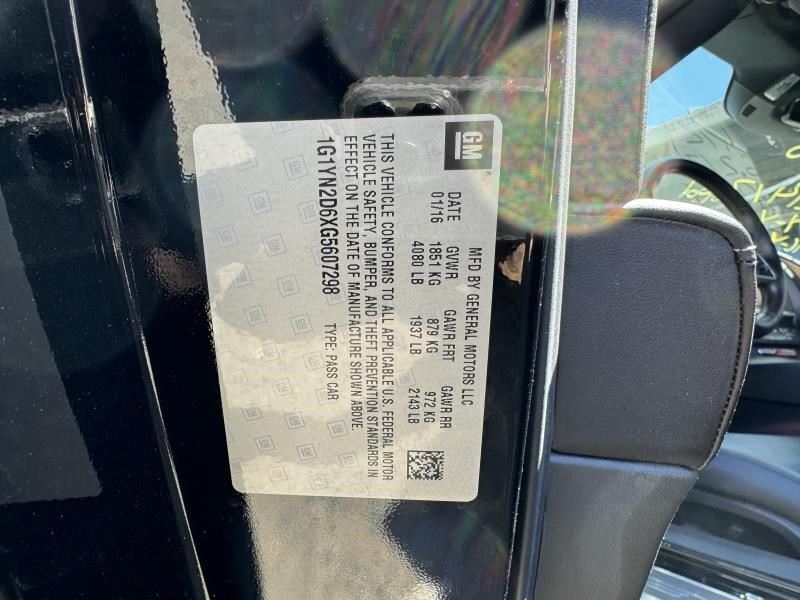 GM
MFD BY GENERAL MOTORS LLC
DATE GVWR GAWR FRT GAWR RR
01/16 1851 KG 879 KG 972 KG
4080 LB 1937 LB 2143 LB
THIS VEHICLE CONFORMS TO ALL APPLICABLE U.S. FEDERAL MOTOR
VEHICLE SAFETY, BUMPER, AND THEFT PREVENTION STANDARDS IN
EFFECT ON THE DATE OF MANUFACTURE SHOWN ABOVE.
1G1YN2D6XG5607298 TYPE: PASS CAR